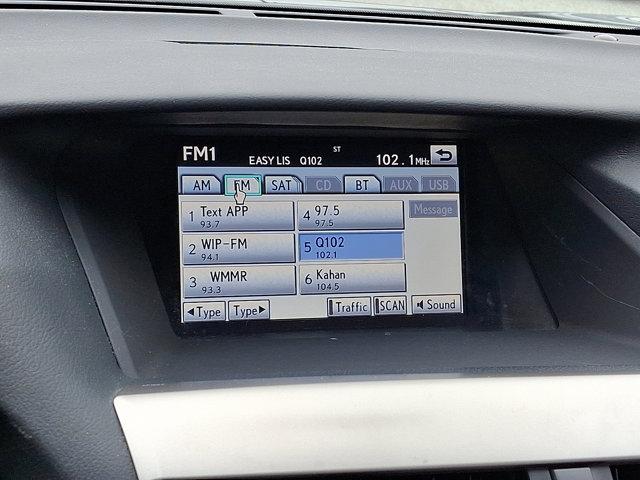 FM1 EASY LIS Q102 ST 102.1MHz
AM FM SAT CD BT AUX USB
1 Text APP 93.7
4 97.5 97.5
Message
2 WIP-FM 94.1
5 Q102 102.1
3 WMMR 93.3
6 Kahan 104.5
◀Type Type▶ Traffic SCAN Sound